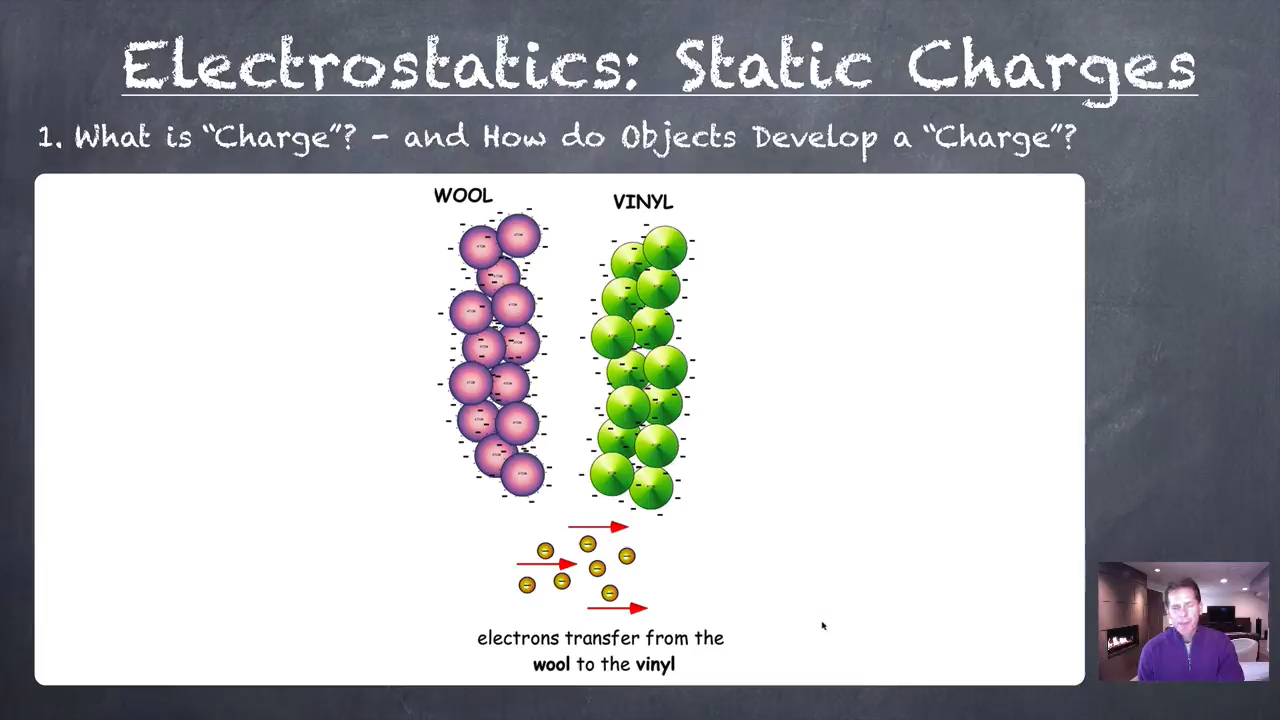 Electrostatics: Static Charges
1. What is “Charge”? - and How do Objects Develop a “Charge”?
WOOL
VINYL
electrons transfer from the
wool to the vinyl